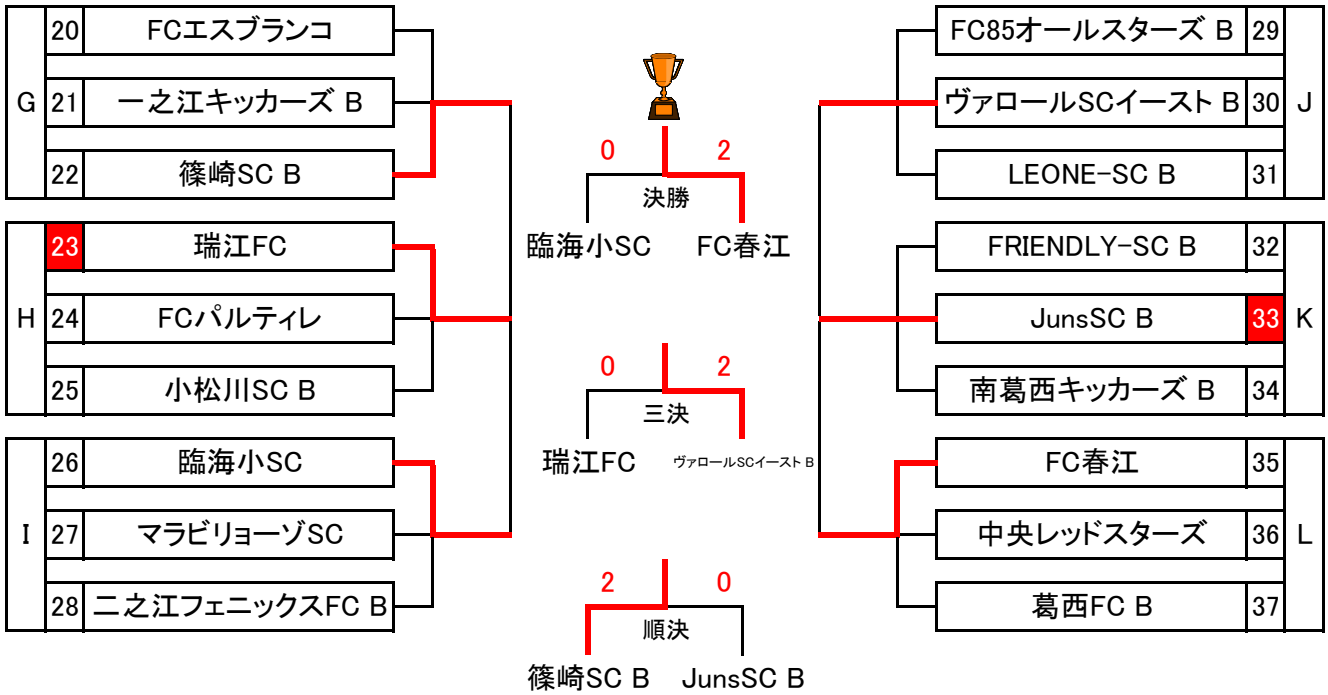 G
20 FCエスブランコ
21 一之江キッカーズ B
22 篠崎SC B
H
23 瑞江FC
24 FCパルティレ
25 小松川SC B
I
26 臨海小SC
27 マラビリョーゾSC
28 二之江フェニックスFC B
0 2
決勝
臨海小SC FC春江
0 2
三決
瑞江FC ヴァロールSCイースト B
2 0
順決
篠崎SC B JunsSC B
FC85オールスターズ B 29
ヴァロールSCイースト B 30
J
LEONE-SC B 31
FRIENDLY-SC B 32
JunsSC B 33
K
南葛西キッカーズ B 34
FC春江 35
中央レッドスターズ 36
L
葛西FC B 37